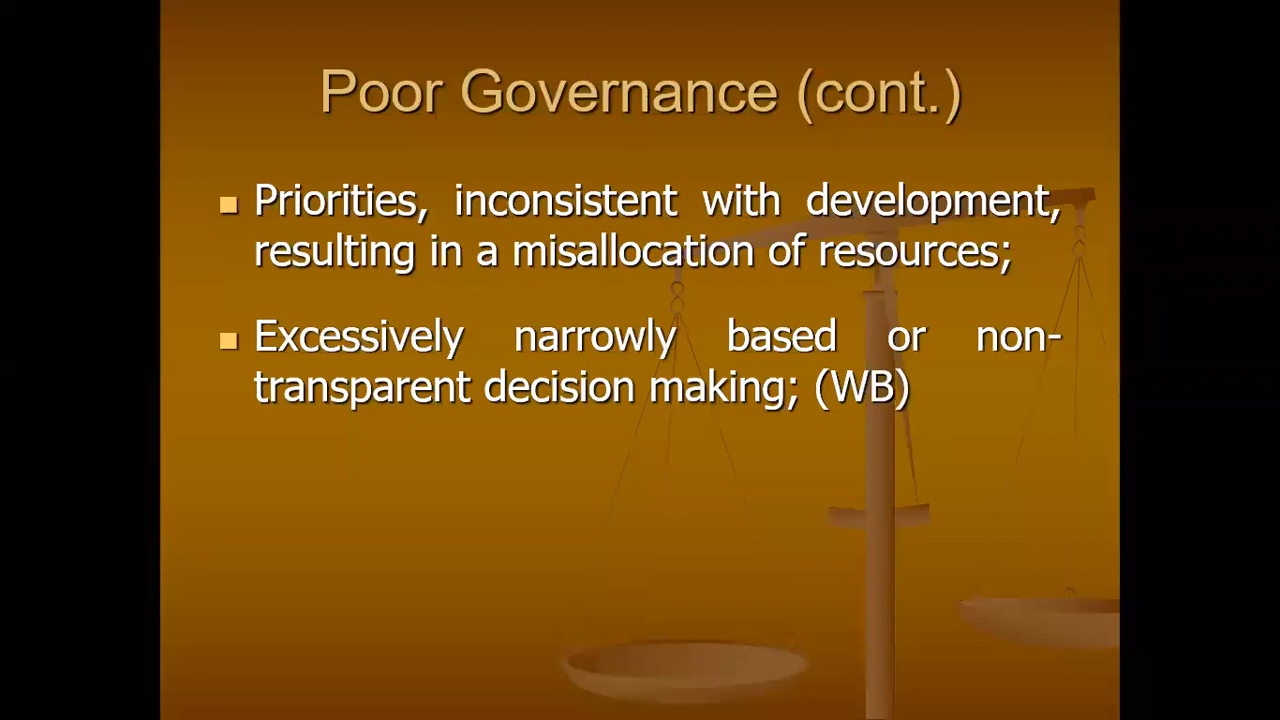 Poor Governance (cont.)
Priorities, inconsistent with development,
resulting in a misallocation of resources;
Excessively narrowly based or non-
transparent decision making; (WB)